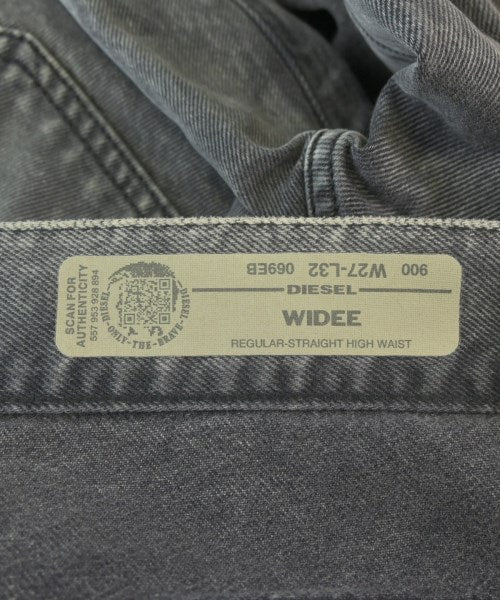 SCAN FOR
AUTHENTICITY
557 953 928 894
DIESEL
-ONLY-THE-BRAVE-
DIESEL
900 W27-L32 069EB
DIESEL
WIDEE
REGULAR-STRAIGHT HIGH WAIST